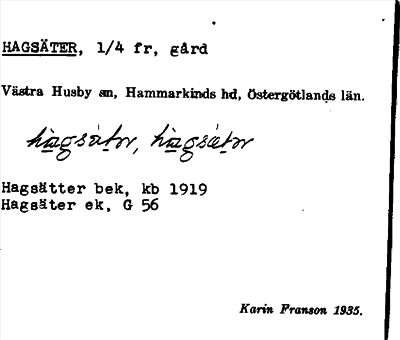 HAGSÄTER, 1/4 fr, gård
Västra Husby sn, Hammarkinds hd, Östergötlands län.
Hagsätter bek, kb 1919
Hagsäter ek, G 56
Karin Franson 1935.